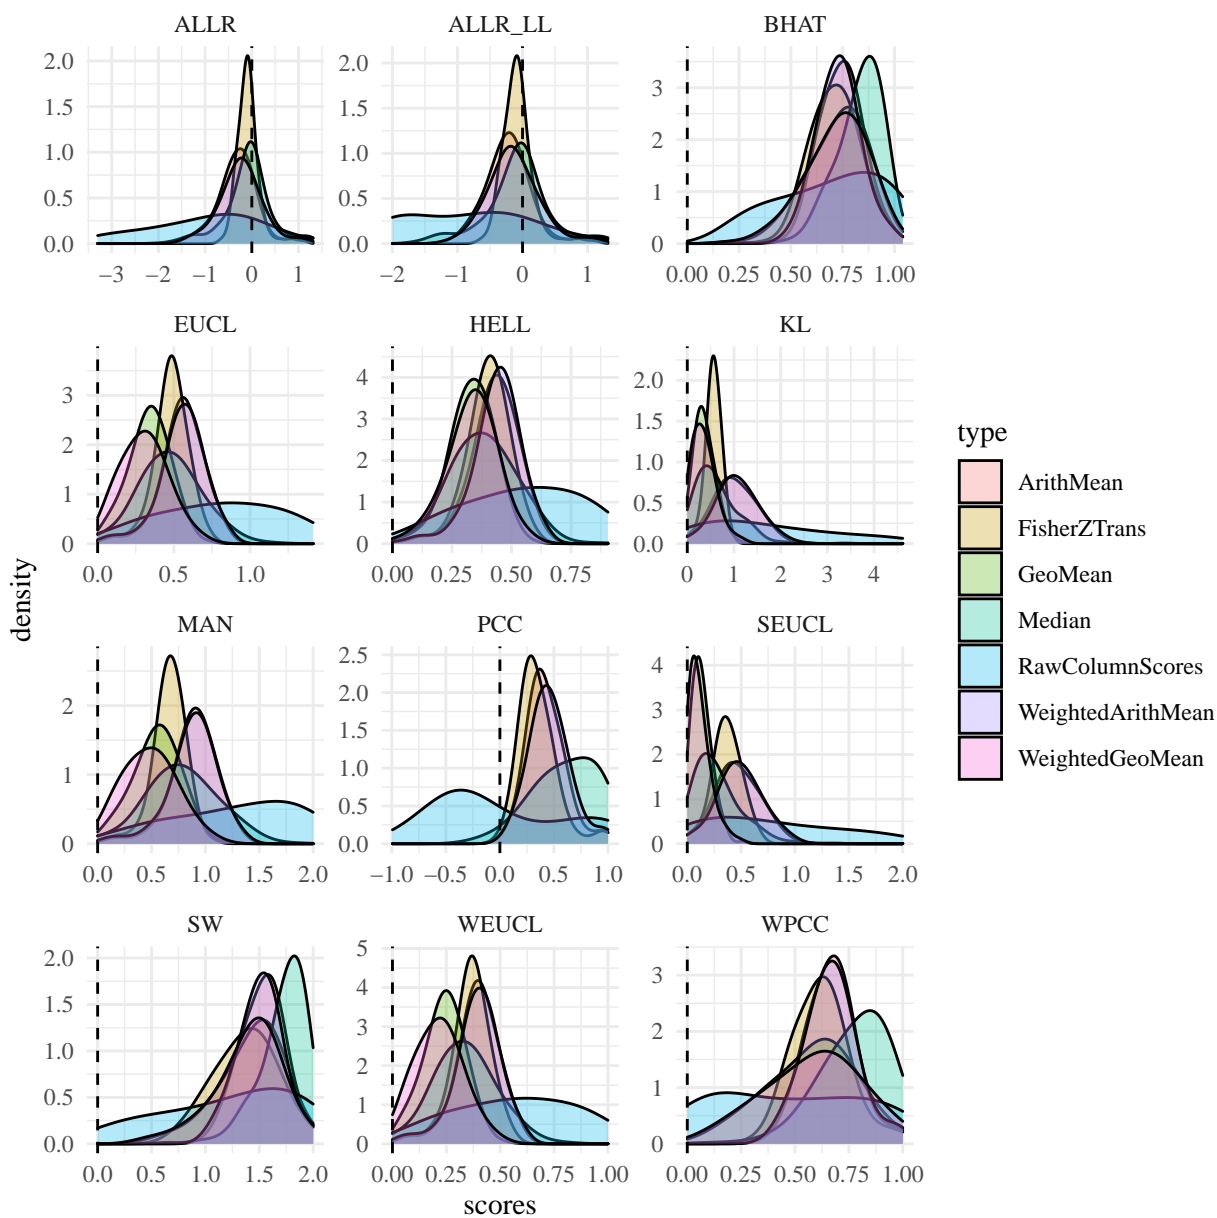 ALLR ALLR_LL BHAT
2.0 1.5 1.0 0.5 0.0
−3 −2 −1 0 1
2.0 1.5 1.0 0.5 0.0
−2 −1 0 1
3 2 1 0
0.00 0.25 0.50 0.75 1.00
EUCL HELL KL
3 2 1 0
0.0 0.5 1.0
4 3 2 1 0
0.00 0.25 0.50 0.75
2.0 1.5 1.0 0.5 0.0
0 1 2 3 4
MAN PCC SEUCL
2 1 0
0.0 0.5 1.0 1.5 2.0
2.5 2.0 1.5 1.0 0.5 0.0
−1.0 −0.5 0.0 0.5 1.0
4 3 2 1 0
0.0 0.5 1.0 1.5 2.0
SW WEUCL WPCC
2.0 1.5 1.0 0.5 0.0
0.0 0.5 1.0 1.5 2.0
5 4 3 2 1 0
0.00 0.25 0.50 0.75 1.00
3 2 1 0
0.00 0.25 0.50 0.75 1.00
density
scores
type
ArithMean
FisherZTrans
GeoMean
Median
RawColumnScores
WeightedArithMean
WeightedGeoMean